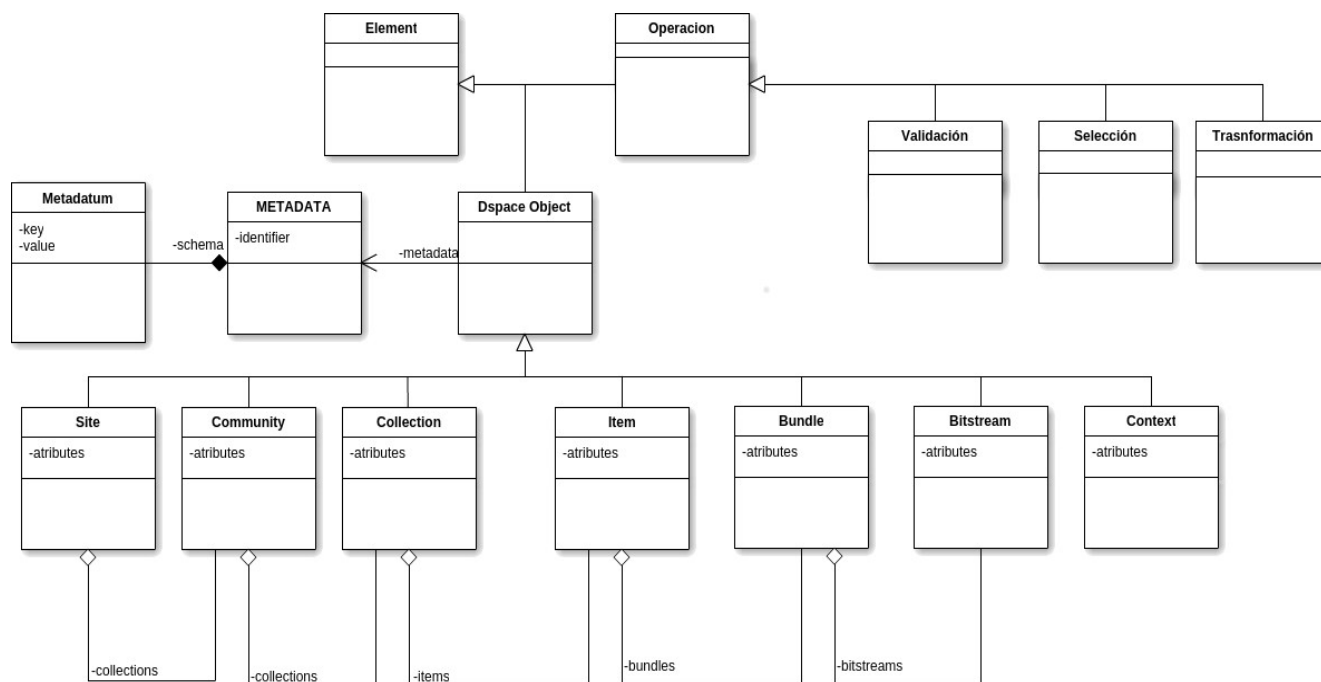 Element
Operacion
Validación
Selección
Trasnformación
Metadatum
-key
-value
-schema
METADATA
-identifier
-metadata
Dspace Object
Site
-atributes
Community
-atributes
Collection
-atributes
Item
-atributes
Bundle
-atributes
Bitstream
-atributes
Context
-atributes
-collections
-collections
-items
-bundles
-bitstreams